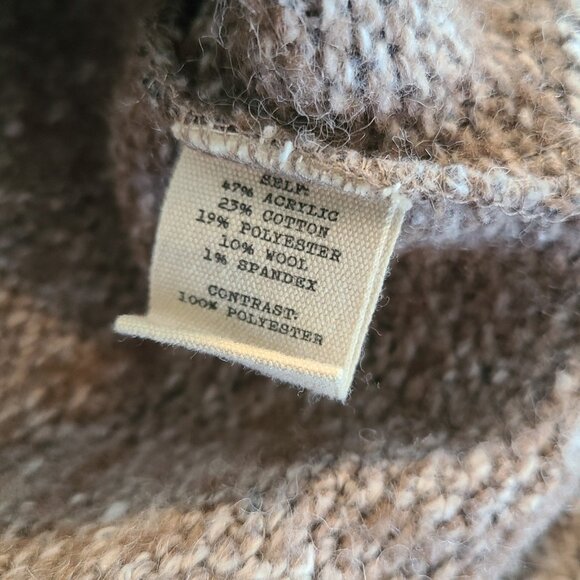 SELF:
47% ACRYLIC
23% COTTON
19% POLYESTER
10% WOOL
1% SPANDEX
CONTRAST:
100% POLYESTER